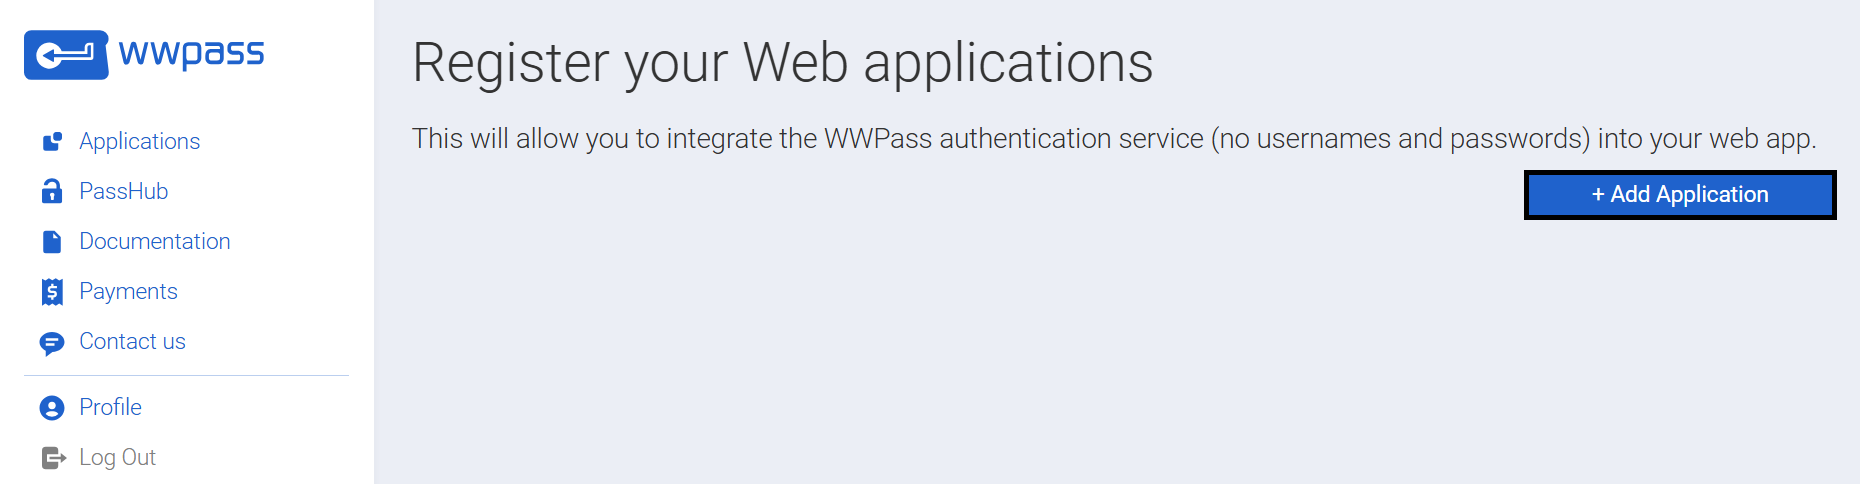 wwpass
Applications
PassHub
Documentation
Payments
Contact us
Profile
Log Out
Register your Web applications
This will allow you to integrate the WWPass authentication service (no usernames and passwords) into your web app.
+ Add Application